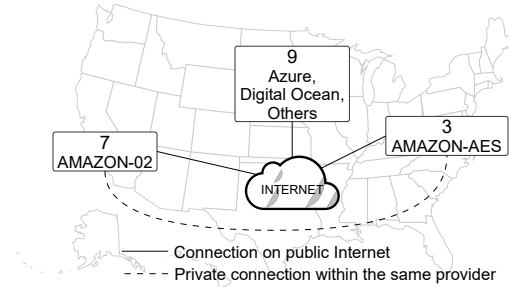 9
Azure,
Digital Ocean,
Others
7
AMAZON-02
3
AMAZON-AES
INTERNET
Connection on public Internet
Private connection within the same provider